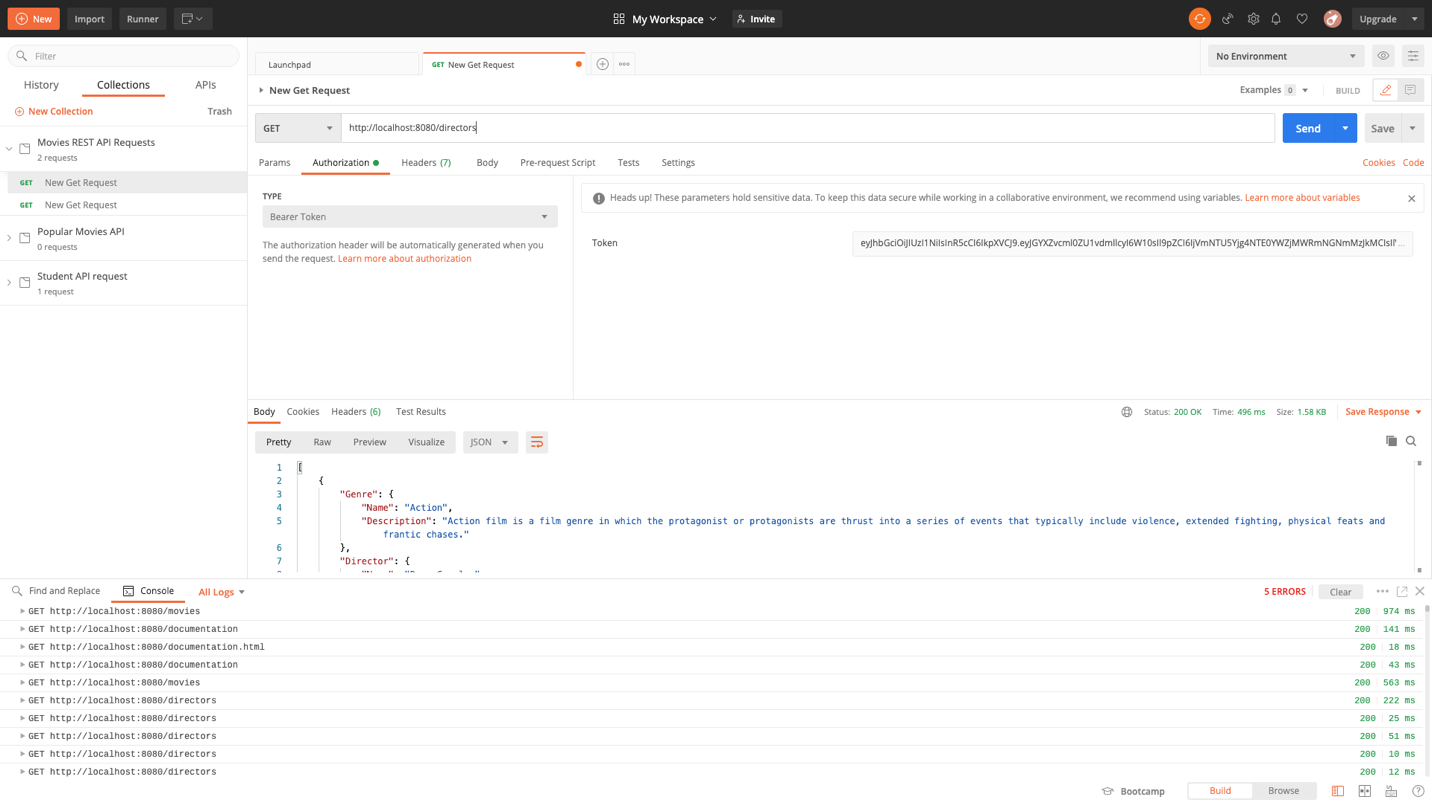 New
Import
Runner
My Workspace
Invite
Upgrade
Filter
History
Collections
APIs
New Collection
Trash
Movies REST API Requests
2 requests
GET New Get Request
GET New Get Request
Popular Movies API
0 requests
Student API request
1 request
Launchpad
GET New Get Request
No Environment
New Get Request
Examples 0
BUILD
GET
http://localhost:8080/directors
Send
Save
Params
Authorization
Headers (7)
Body
Pre-request Script
Tests
Settings
Cookies
Code
TYPE
Bearer Token
The authorization header will be automatically generated when you
send the request. Learn more about authorization
Heads up! These parameters hold sensitive data. To keep this data secure while working in a collaborative environment, we recommend using variables. Learn more about variables
Token
Body
Cookies
Headers (6)
Test Results
Status: 200 OK
Time: 496 ms
Size: 1.58 KB
Save Response
Pretty
Raw
Preview
Visualize
JSON
1 [
2 {
3 "Genre": {
4 "Name": "Action",
5 "Description": "Action film is a film genre in which the protagonist or protagonists are thrust into a series of events that typically include violence, extended fighting, physical feats and
frantic chases."
6 },
7 "Director": {
Find and Replace
Console
All Logs
5 ERRORS
Clear
GET http://localhost:8080/movies 200 974 ms
GET http://localhost:8080/documentation 200 141 ms
GET http://localhost:8080/documentation.html 200 18 ms
GET http://localhost:8080/documentation 200 43 ms
GET http://localhost:8080/movies 200 563 ms
GET http://localhost:8080/directors 200 222 ms
GET http://localhost:8080/directors 200 25 ms
GET http://localhost:8080/directors 200 51 ms
GET http://localhost:8080/directors 200 10 ms
GET http://localhost:8080/directors 200 12 ms
Bootcamp
Build
Browse